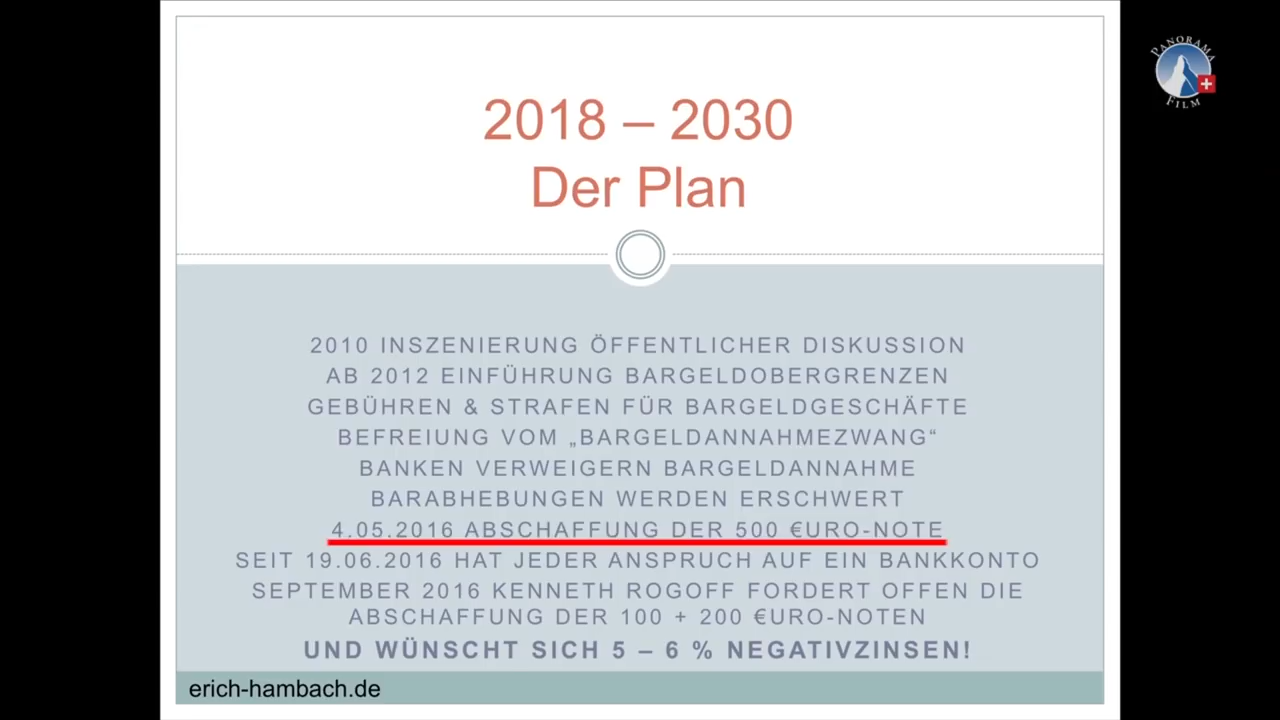 PANORAMA
FILM
2018 – 2030
Der Plan
2010 INSZENIERUNG ÖFFENTLICHER DISKUSSION
AB 2012 EINFÜHRUNG BARGELDOBERGRENZEN
GEBÜHREN & STRAFEN FÜR BARGELDGESCHÄFTE
BEFREIUNG VOM „BARGELDANNAHMEZWANG“
BANKEN VERWEIGERN BARGELDANNAHME
BARABHEBUNGEN WERDEN ERSCHWERT
4.05.2016 ABSCHAFFUNG DER 500 €URO-NOTE
SEIT 19.06.2016 HAT JEDER ANSPRUCH AUF EIN BANKKONTO
SEPTEMBER 2016 KENNETH ROGOFF FORDERT OFFEN DIE
ABSCHAFFUNG DER 100 + 200 €URO-NOTEN
UND WÜNSCHT SICH 5 – 6 % NEGATIVZINSEN!
erich-hambach.de